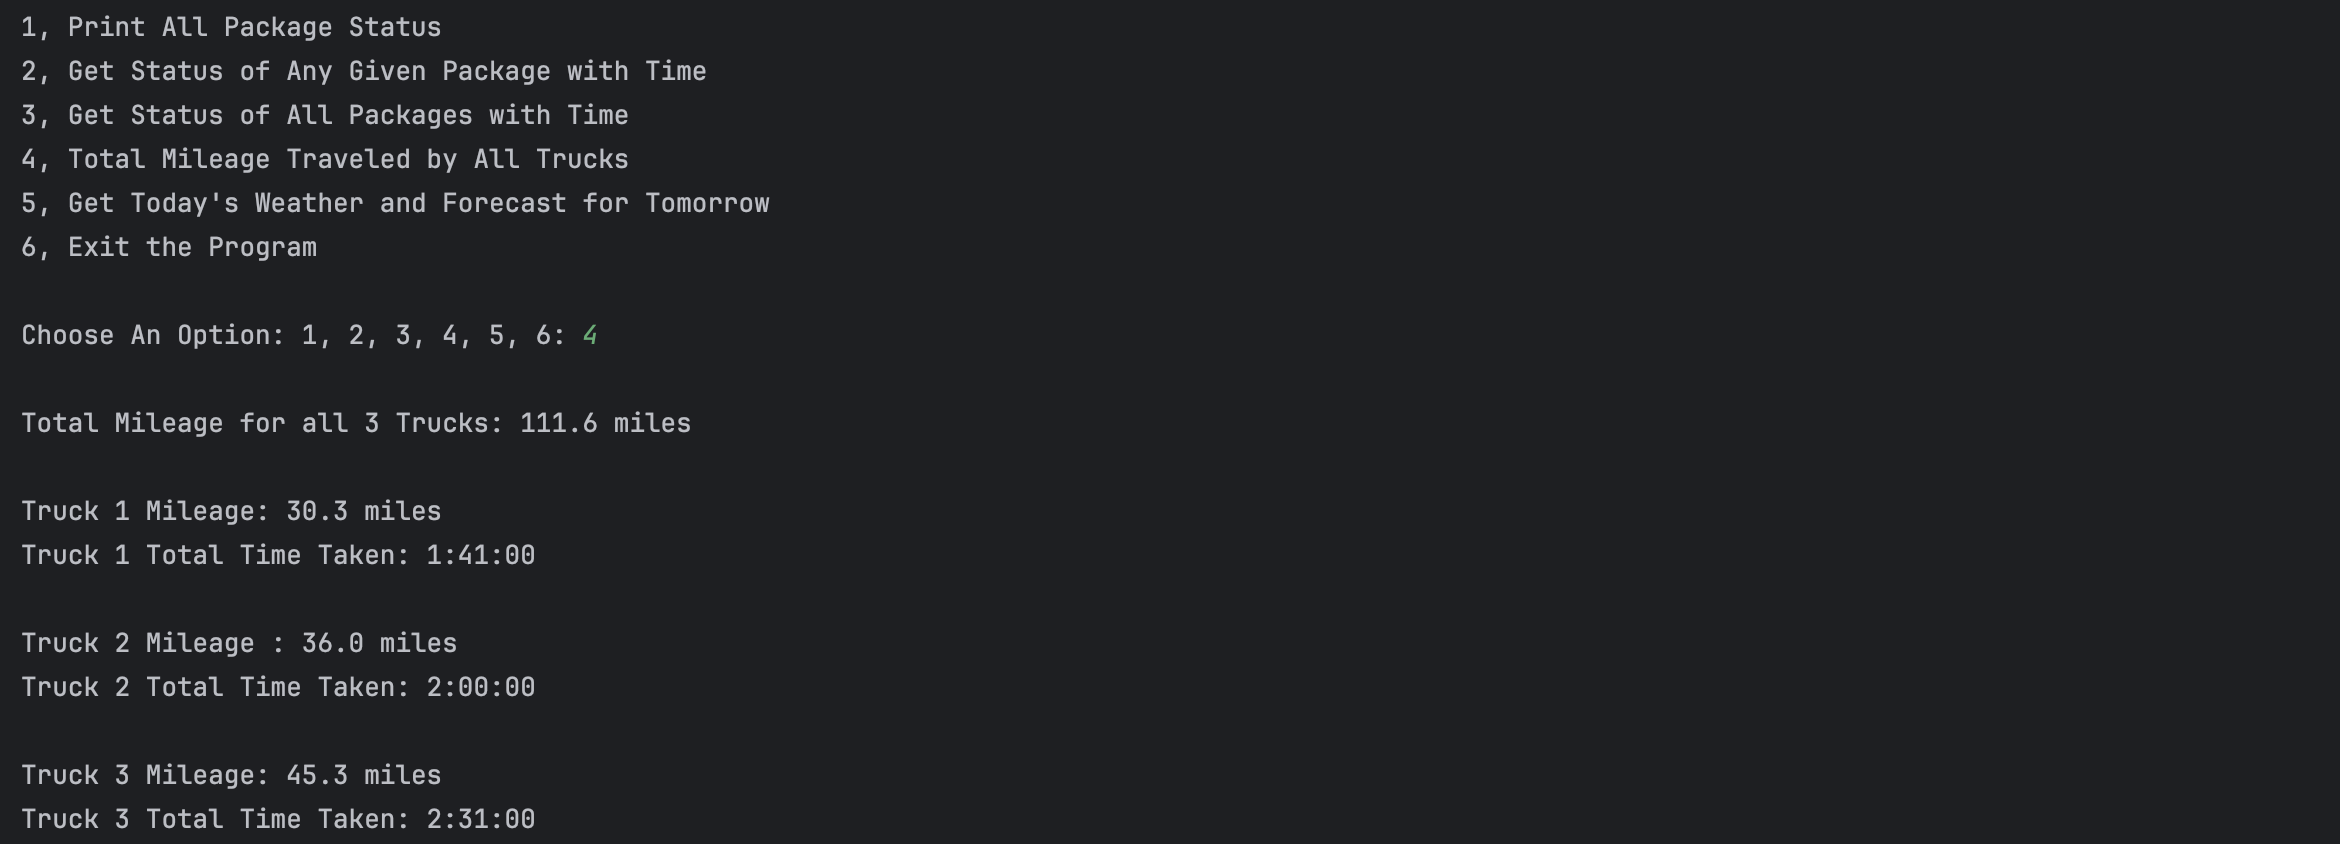 1, Print All Package Status
2, Get Status of Any Given Package with Time
3, Get Status of All Packages with Time
4, Total Mileage Traveled by All Trucks
5, Get Today's Weather and Forecast for Tomorrow
6, Exit the Program
Choose An Option: 1, 2, 3, 4, 5, 6: 4
Total Mileage for all 3 Trucks: 111.6 miles
Truck 1 Mileage: 30.3 miles
Truck 1 Total Time Taken: 1:41:00
Truck 2 Mileage : 36.0 miles
Truck 2 Total Time Taken: 2:00:00
Truck 3 Mileage: 45.3 miles
Truck 3 Total Time Taken: 2:31:00